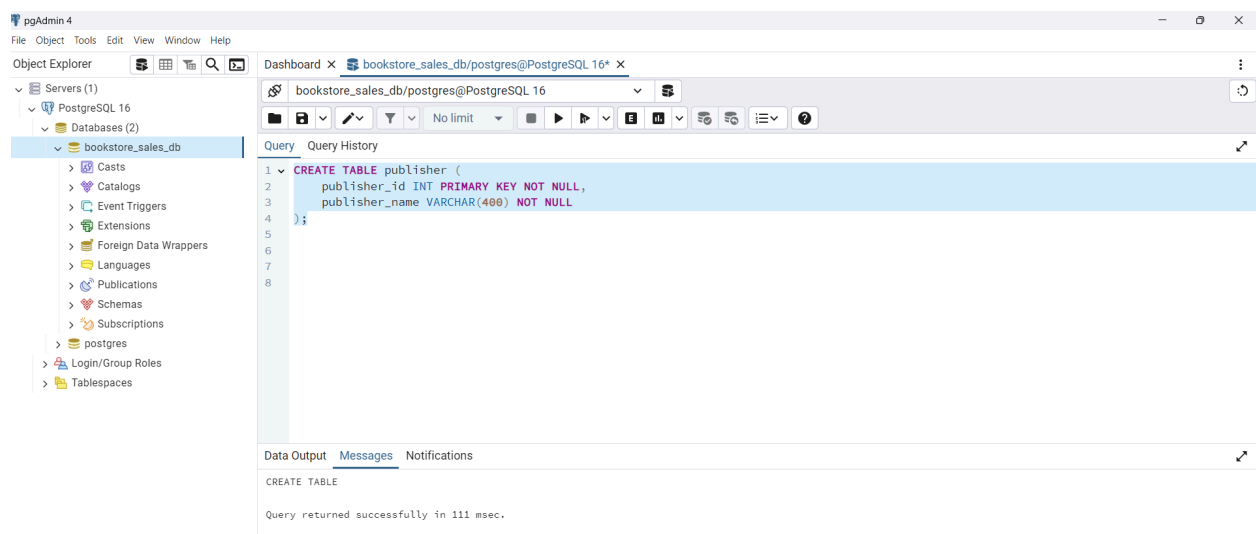 pgAdmin 4
File Object Tools Edit View Window Help
Object Explorer
Servers (1)
PostgreSQL 16
Databases (2)
bookstore_sales_db
Casts
Catalogs
Event Triggers
Extensions
Foreign Data Wrappers
Languages
Publications
Schemas
Subscriptions
postgres
Login/Group Roles
Tablespaces
Dashboard bookstore_sales_db/postgres@PostgreSQL 16*
bookstore_sales_db/postgres@PostgreSQL 16
No limit E
Query Query History
1 CREATE TABLE publisher (
2 publisher_id INT PRIMARY KEY NOT NULL,
3 publisher_name VARCHAR(400) NOT NULL
4 );
5
6
7
8
Data Output Messages Notifications
CREATE TABLE
Query returned successfully in 111 msec.